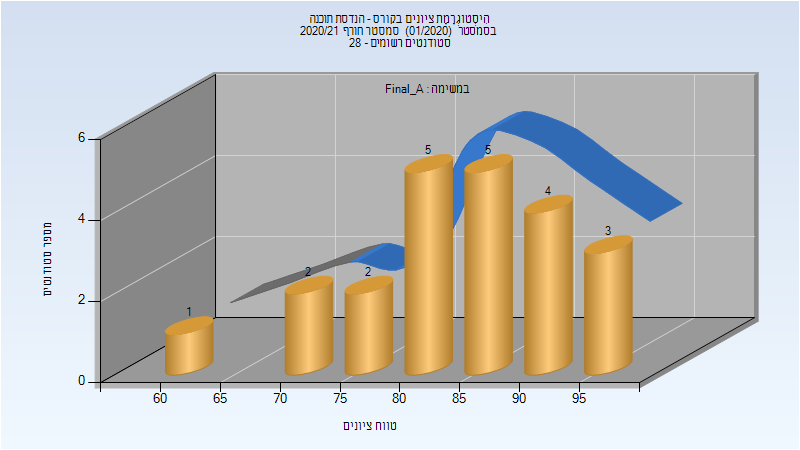 היסטוגרמת ציונים בקורס - הנדסת תוכנה
בסמסטר (01/2020) סמסטר חורף 2020/21
סטודנטים רשומים - 28
במשימה : Final_A
מספר סטודנטים
6
4
2
0
1
2
2
5
5
4
3
60 65 70 75 80 85 90 95
טווח ציונים